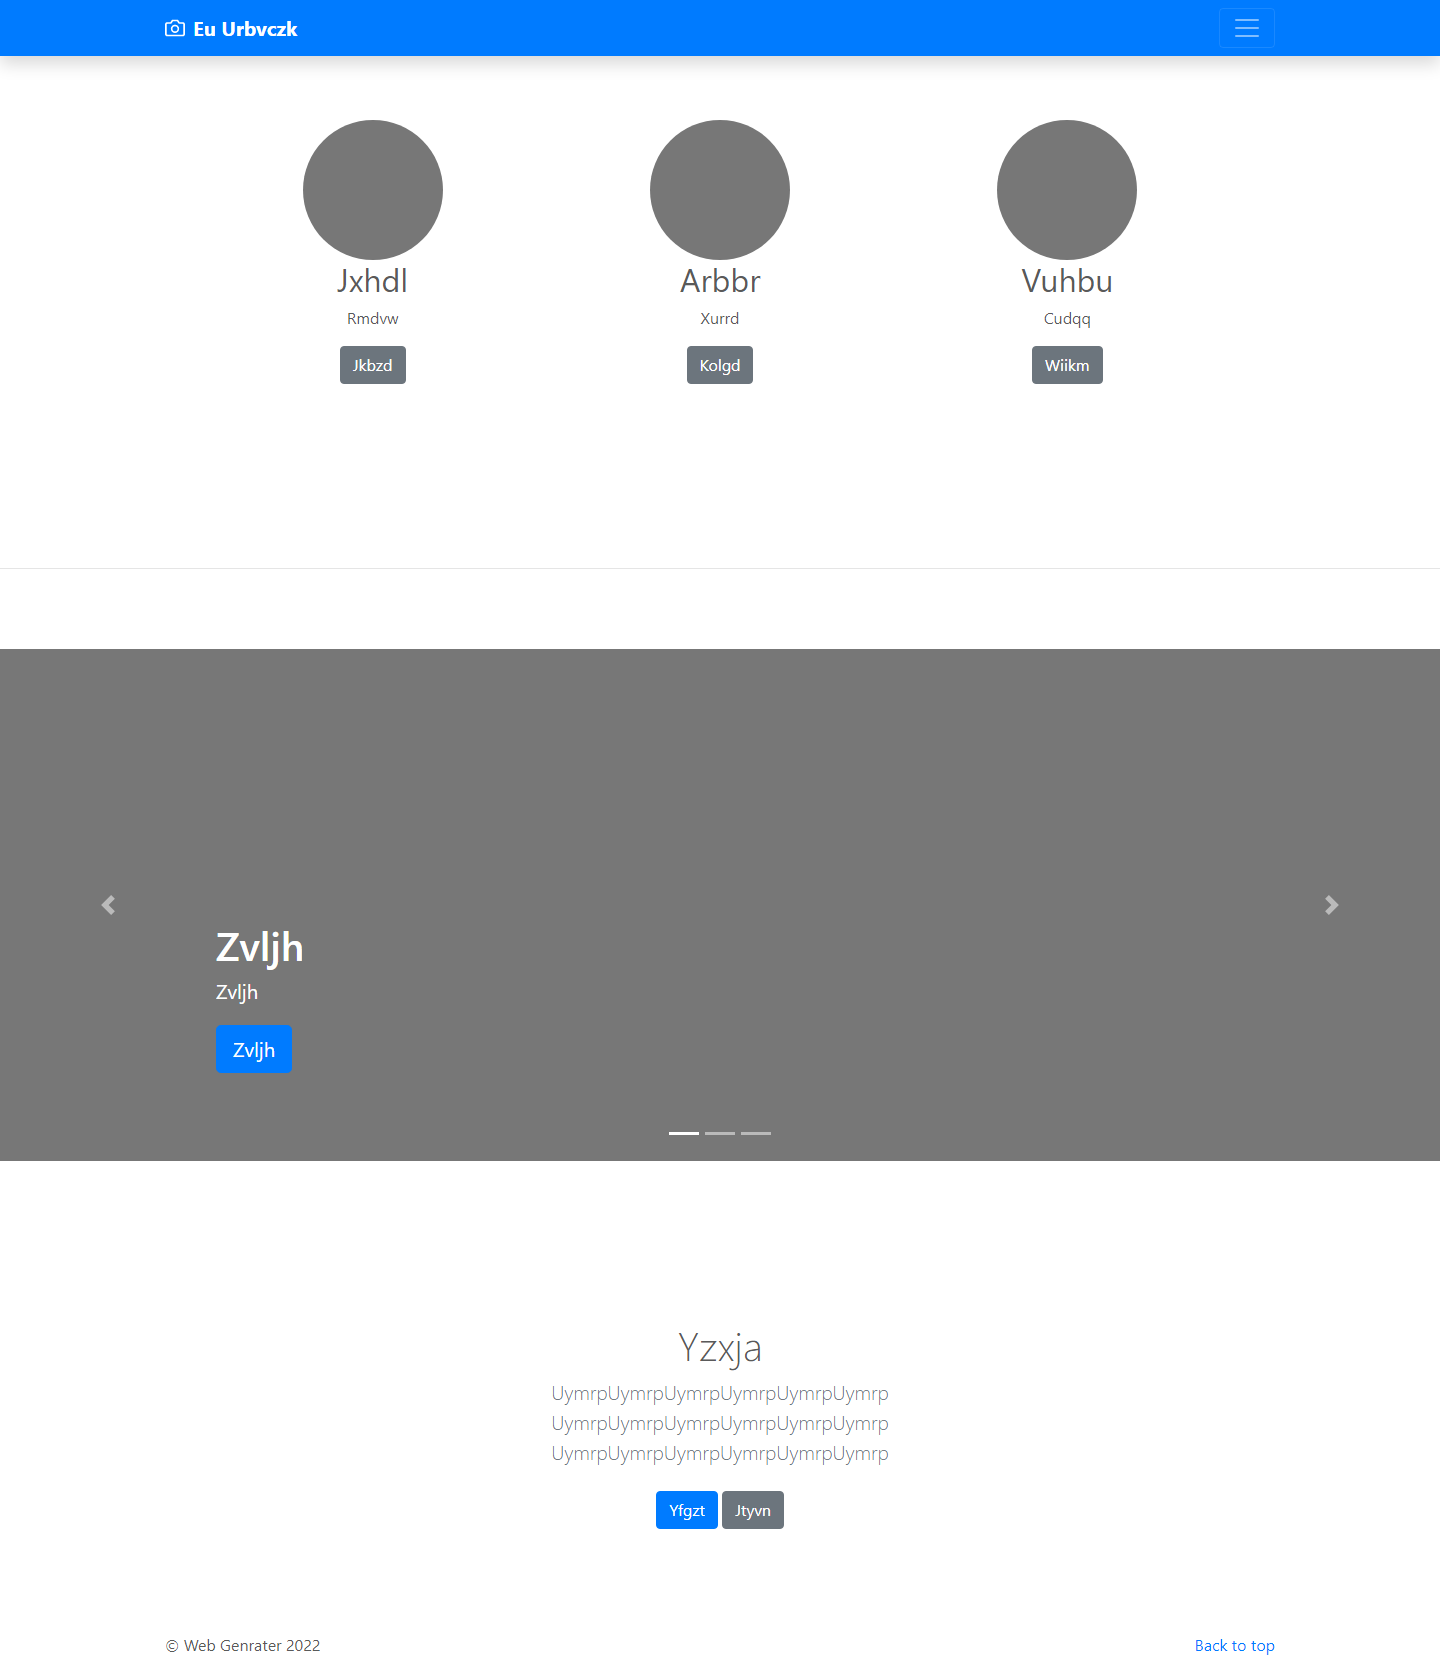 Eu Urbvczk
Jxhdl
Arbbr
Vuhbu
Rmdvw
Xurrd
Cudqq
Jkbzd
Kolgd
Wiikm
Zvljh
Zvljh
Zvljh
Yzxja
UymrpUymrpUymrpUymrpUymrpUymrp
UymrpUymrpUymrpUymrpUymrpUymrp
UymrpUymrpUymrpUymrpUymrpUymrp
Yfgzt Jtyvn
© Web Genrater 2022
Back to top